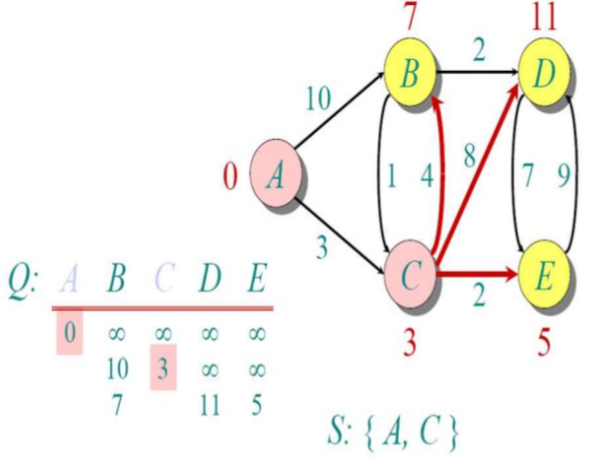 7 11
B 2 D
10
0 A 1 4 8 7 9
3
Q: A B C D E C 2 E
0 ∞ ∞ ∞ ∞ 3 5
10 3 ∞ ∞
7 11 5
S: { A, C }